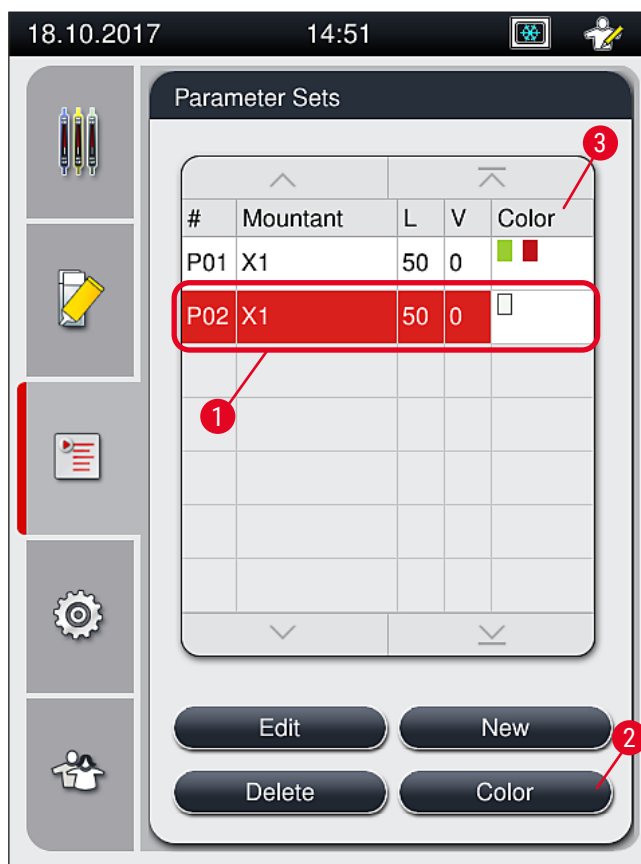 18.10.2017 14:51
Parameter Sets
3
# Mountant L V Color
P01 X1 50 0
P02 X1 50 0
1
Edit New
2
Delete Color